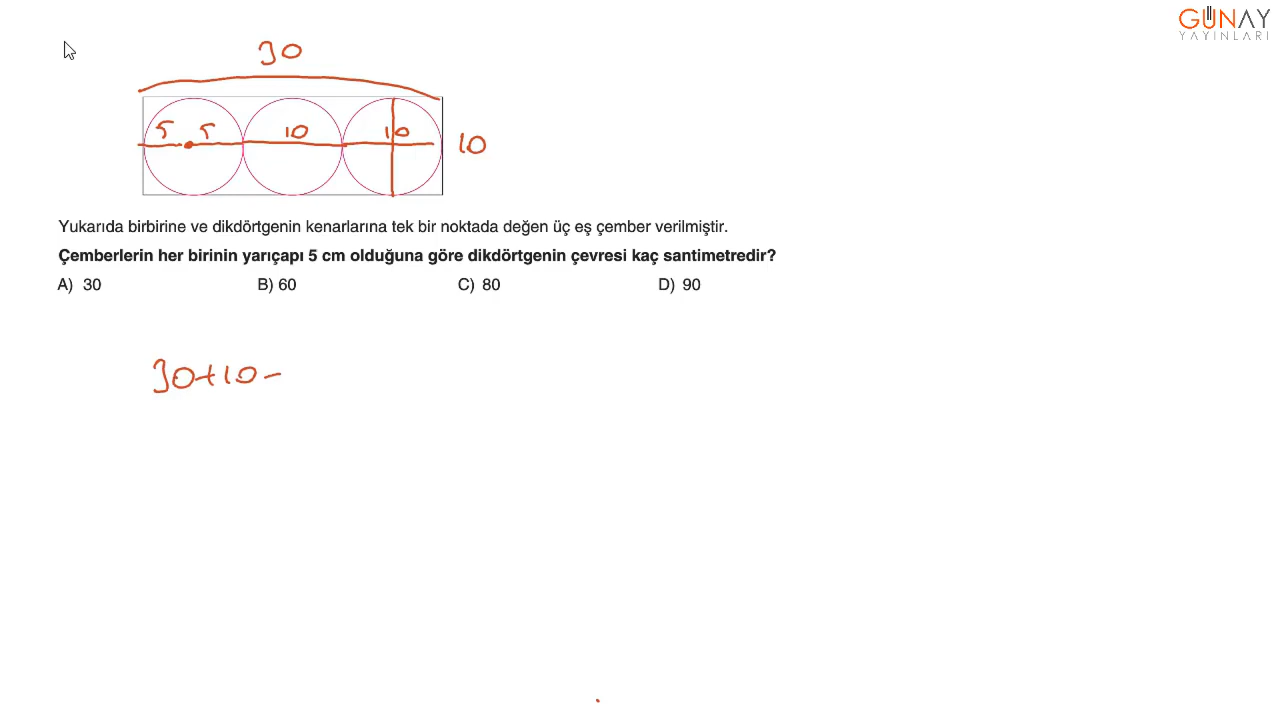 GÜNAY
YAYINLARI
30
5 5 10 10
10
Yukarıda birbirine ve dikdörtgenin kenarlarına tek bir noktada değen üç eş çember verilmiştir.
Çemberlerin her birinin yarıçapı 5 cm olduğuna göre dikdörtgenin çevresi kaç santimetredir?
A) 30 B) 60 C) 80 D) 90
30+10-